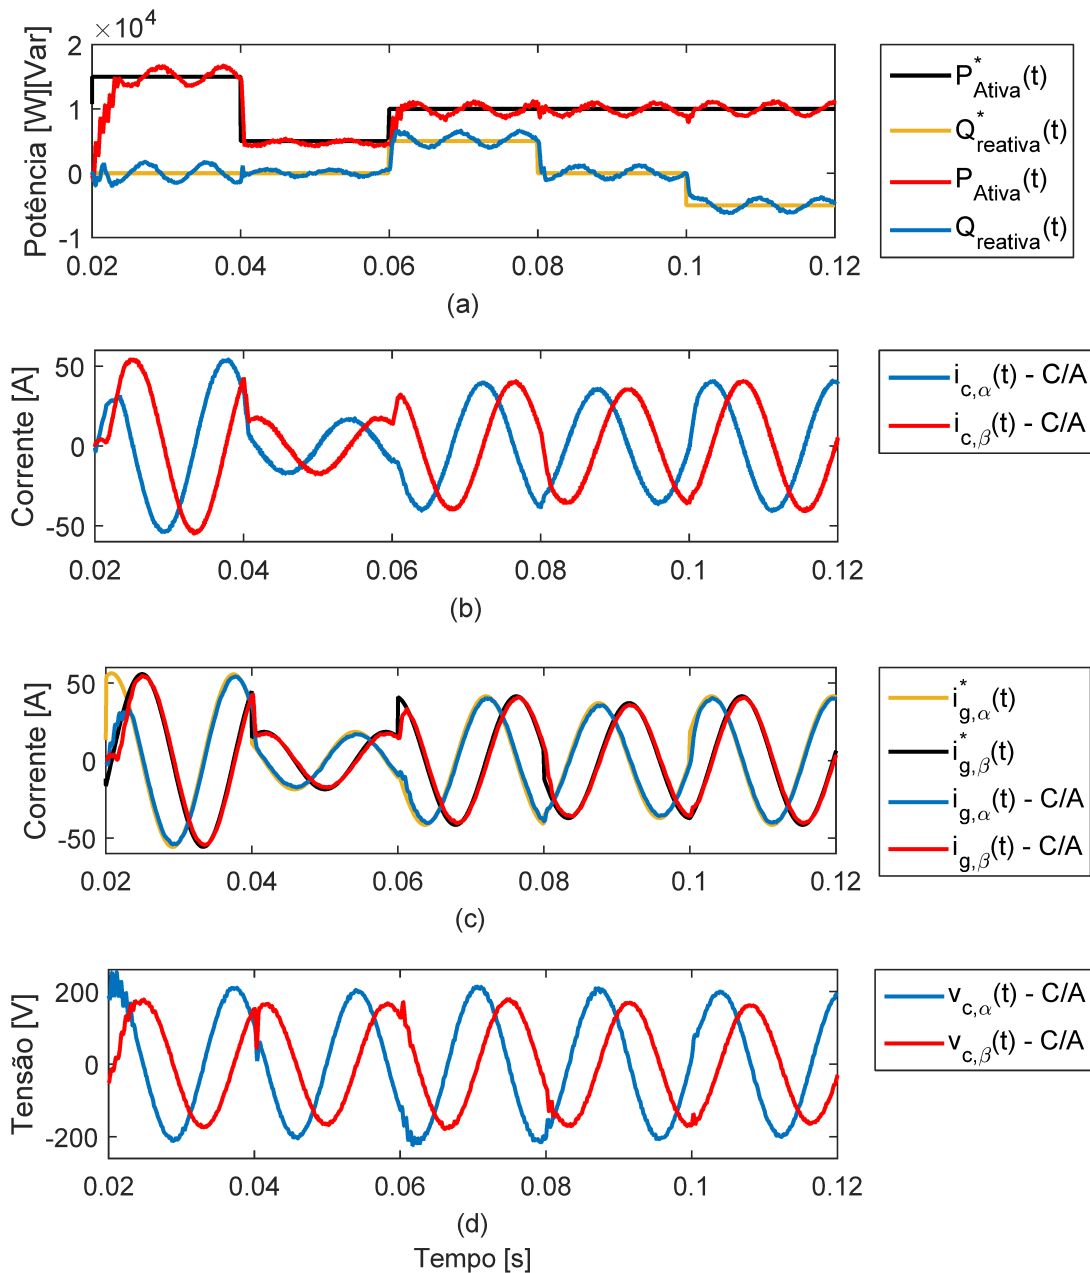 ×10⁴
Potência [W][Var]
2
1
0
-1
0.02 0.04 0.06 0.08 0.1 0.12
(a)
P*Ativa(t)
Q*reativa(t)
PAtiva(t)
Qreativa(t)
Corrente [A]
50
0
-50
0.02 0.04 0.06 0.08 0.1 0.12
(b)
ic,α(t) - C/A
ic,β(t) - C/A
Corrente [A]
50
0
-50
0.02 0.04 0.06 0.08 0.1 0.12
(c)
i*g,α(t)
i*g,β(t)
ig,α(t) - C/A
ig,β(t) - C/A
Tensão [V]
200
0
-200
0.02 0.04 0.06 0.08 0.1 0.12
(d)
Tempo [s]
vc,α(t) - C/A
vc,β(t) - C/A